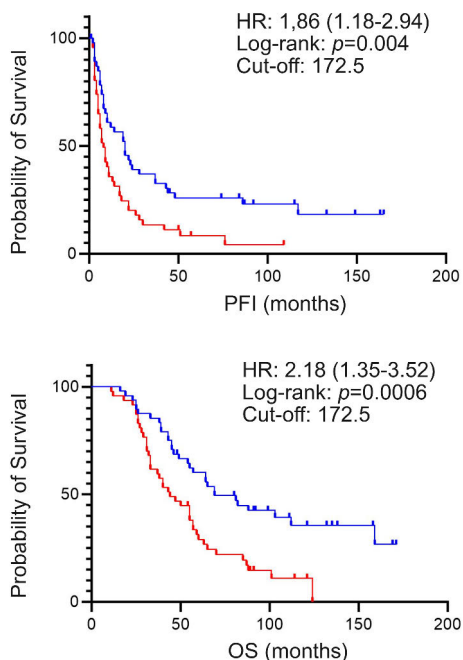 HR: 1,86 (1.18-2.94)
Log-rank: p=0.004
Cut-off: 172.5
Probability of Survival
100
50
0
0 50 100 150 200
PFI (months)
HR: 2.18 (1.35-3.52)
Log-rank: p=0.0006
Cut-off: 172.5
Probability of Survival
100
50
0
0 50 100 150 200
OS (months)